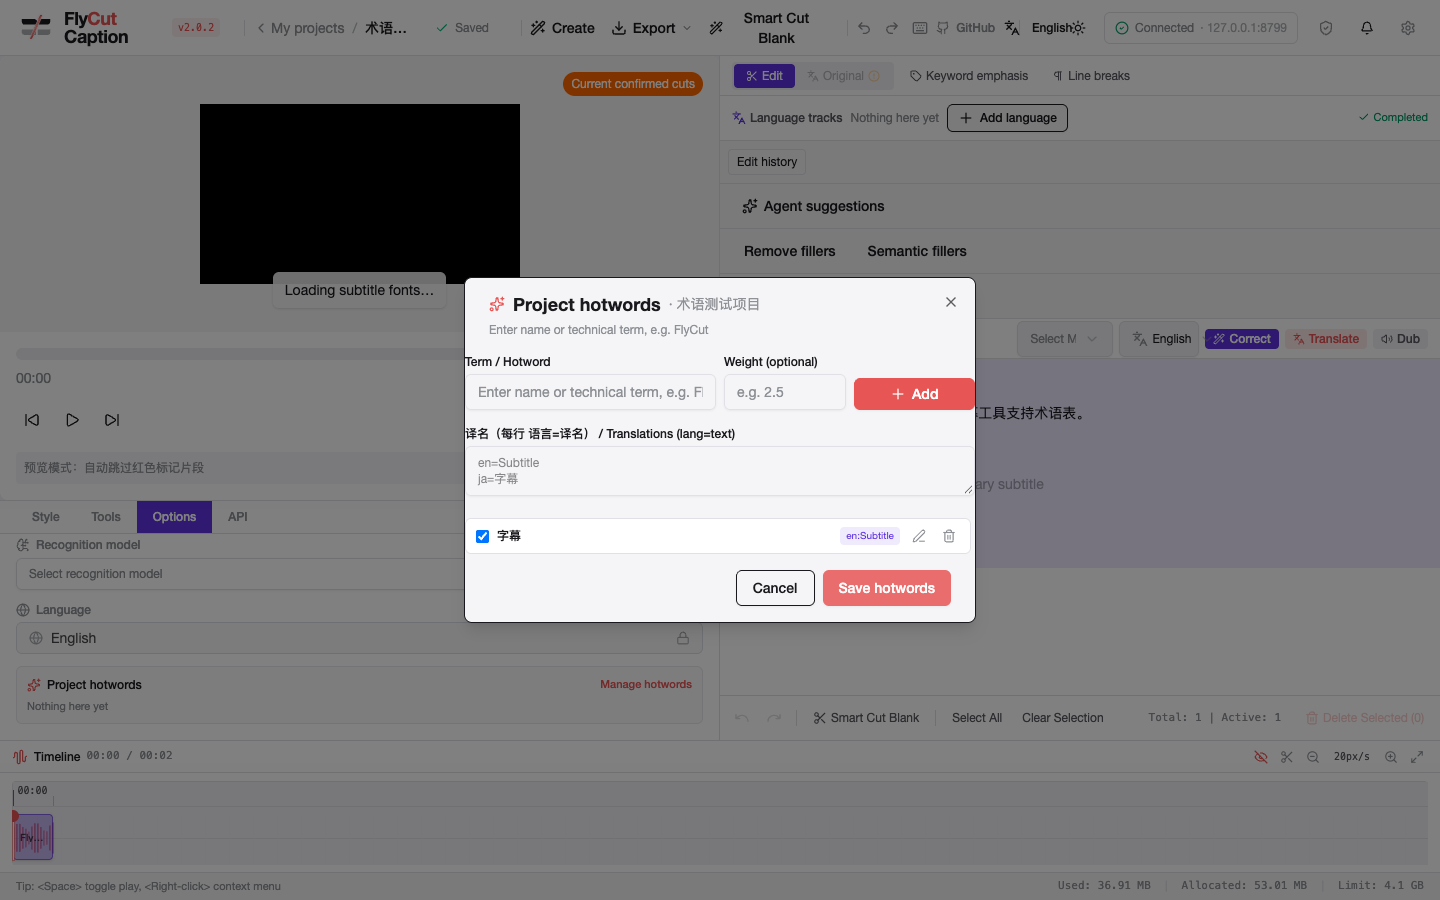 FlyCut Caption
v2.0.2
My projects / 术语...
Saved
Create
Export
Smart Cut Blank
GitHub
English
Connected · 127.0.0.1:8799
Current confirmed cuts
Loading subtitle fonts...
00:00
预览模式：自动跳过红色标记片段
Style
Tools
Options
API
Recognition model
Select recognition model
Language
English
Project hotwords
Manage hotwords
Nothing here yet
Edit
Original
Keyword emphasis
Line breaks
Language tracks
Nothing here yet
Add language
Completed
Edit history
Agent suggestions
Remove fillers
Semantic fillers
Select M
English
Correct
Translate
Dub
工具支持术语表。
ary subtitle
Project hotwords · 术语测试项目
Enter name or technical term, e.g. FlyCut
Term / Hotword
Weight (optional)
Enter name or technical term, e.g. Fl
e.g. 2.5
Add
译名（每行 语言=译名） / Translations (lang=text)
en=Subtitle
ja=字幕
字幕
en:Subtitle
Cancel
Save hotwords
Smart Cut Blank
Select All
Clear Selection
Total: 1 | Active: 1
Delete Selected (0)
Timeline
00:00 / 00:02
20px/s
00:00
Fly...
Tip: <Space> toggle play, <Right-click> context menu
Used: 36.91 MB
Allocated: 53.01 MB
Limit: 4.1 GB